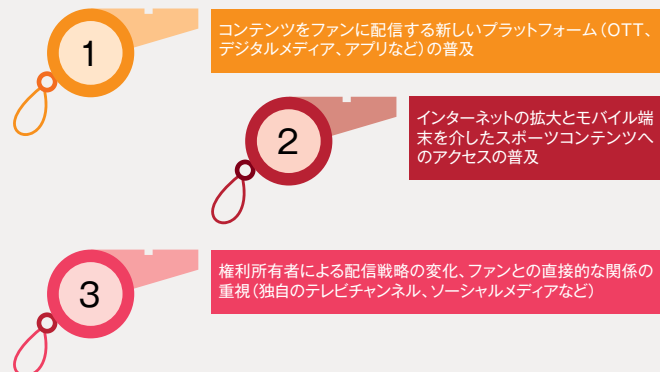 1
コンテンツをファンに配信する新しいプラットフォーム（OTT、
デジタルメディア、アプリなど）の普及
2
インターネットの拡大とモバイル端
末を介したスポーツコンテンツへ
のアクセスの普及
3
権利所有者による配信戦略の変化、ファンとの直接的な関係の
重視（独自のテレビチャンネル、ソーシャルメディアなど）